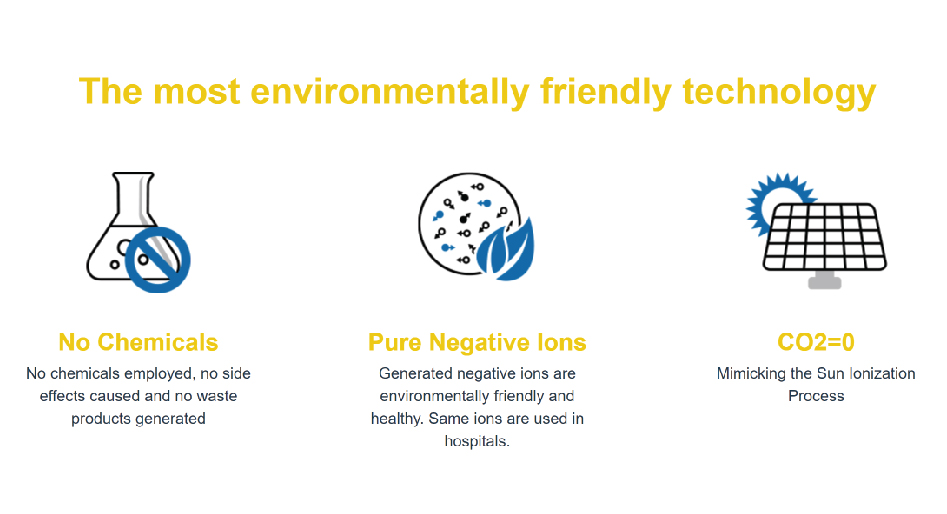 The most environmentally friendly technology
No Chemicals
No chemicals employed, no side
effects caused and no waste
products generated
Pure Negative Ions
Generated negative ions are
environmentally friendly and
healthy. Same ions are used in
hospitals.
CO2=0
Mimicking the Sun Ionization
Process